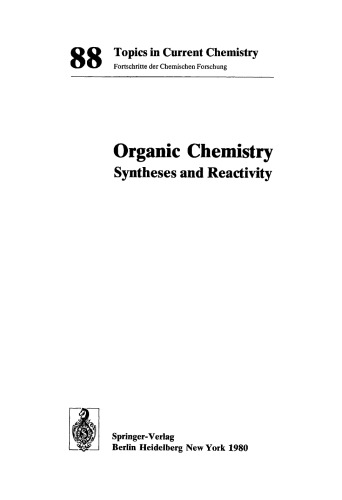 88 Topics in Current Chemistry
Fortschritte der Chemischen Forschung
Organic Chemistry
Syntheses and Reactivity
Springer-Verlag
Berlin Heidelberg New York 1980